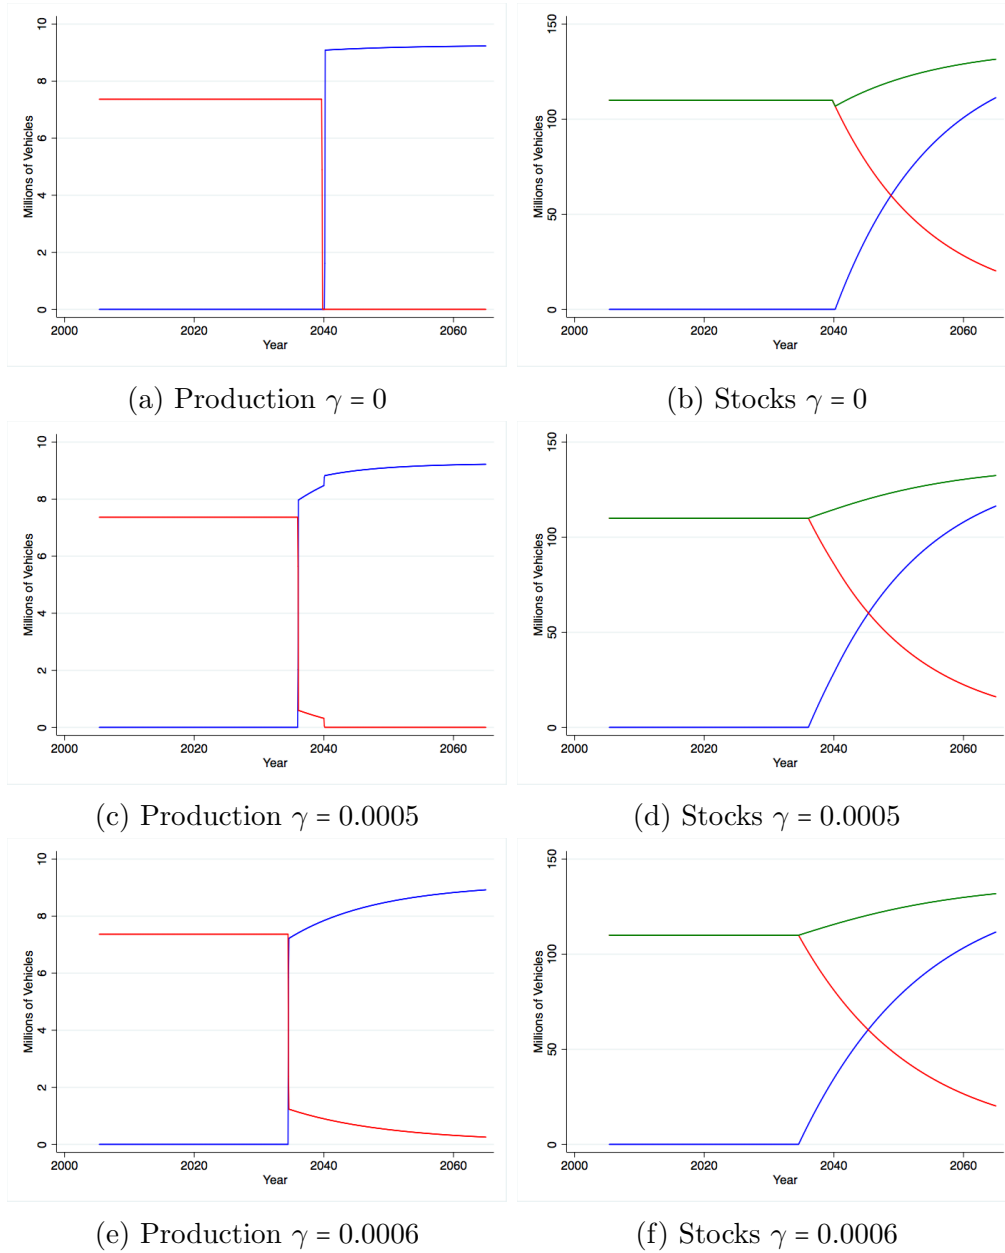 Millions of Vehicles
10
8
6
4
2
0
2000 2020 2040 2060
Year
(a) Production γ = 0
Millions of Vehicles
150
100
50
0
2000 2020 2040 2060
Year
(b) Stocks γ = 0
Millions of Vehicles
10
8
6
4
2
0
2000 2020 2040 2060
Year
(c) Production γ = 0.0005
Millions of Vehicles
150
100
50
0
2000 2020 2040 2060
Year
(d) Stocks γ = 0.0005
Millions of Vehicles
10
8
6
4
2
0
2000 2020 2040 2060
Year
(e) Production γ = 0.0006
Millions of Vehicles
150
100
50
0
2000 2020 2040 2060
Year
(f) Stocks γ = 0.0006